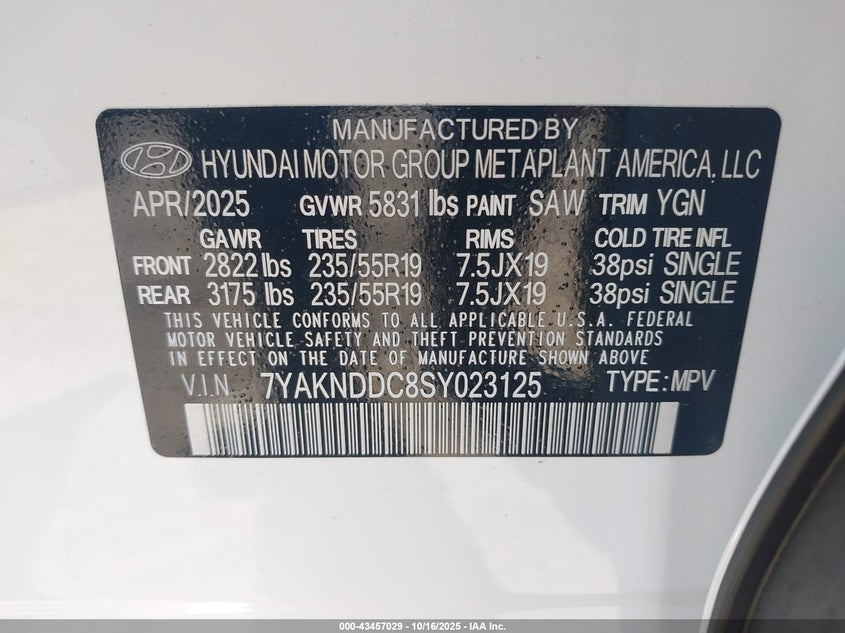 MANUFACTURED BY
HYUNDAI MOTOR GROUP METAPLANT AMERICA, LLC
APR/2025 GVWR 5831 lbs PAINT SAW TRIM YGN
GAWR TIRES RIMS COLD TIRE INFL
FRONT 2822 lbs 235/55R19 7.5JX19 38psi SINGLE
REAR 3175 lbs 235/55R19 7.5JX19 38psi SINGLE
THIS VEHICLE CONFORMS TO ALL APPLICABLE U.S.A. FEDERAL
MOTOR VEHICLE SAFETY AND THEFT PREVENTION STANDARDS
IN EFFECT ON THE DATE OF MANUFACTURE SHOWN ABOVE
V.I.N 7YAKNDDC8SY023125 TYPE: MPV
000-43457029 - 10/16/2025 - IAA Inc.